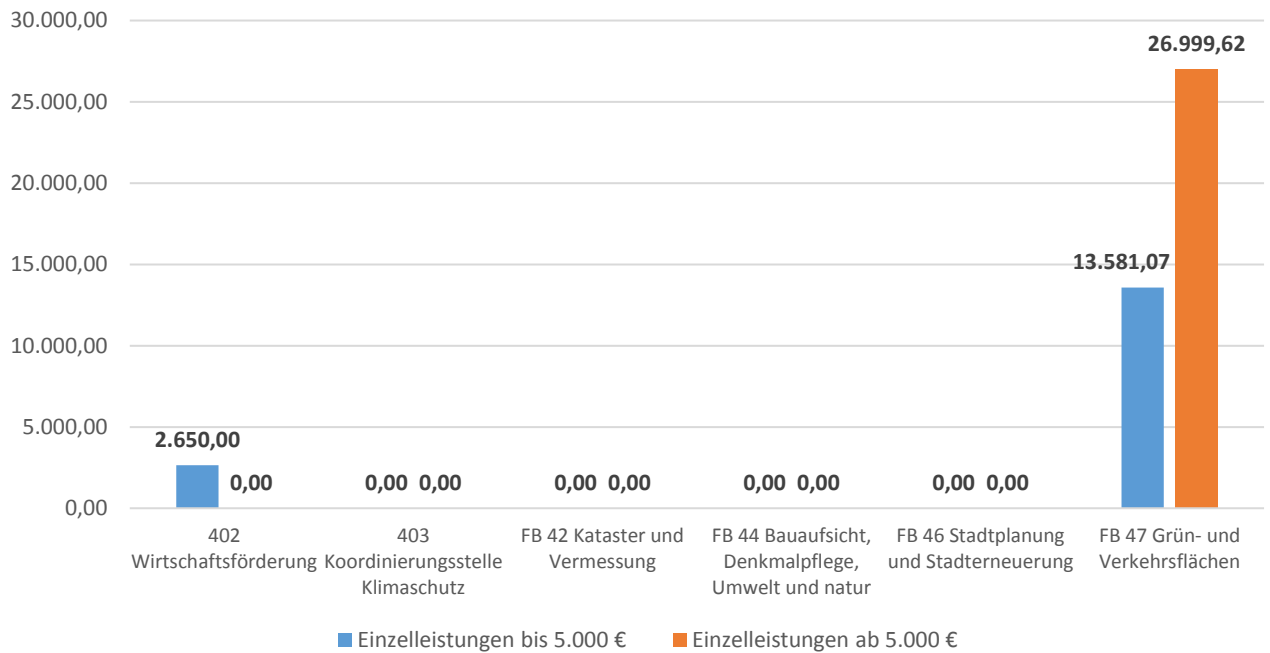 30.000,00
26.999,62
25.000,00
20.000,00
15.000,00
13.581,07
10.000,00
5.000,00
2.650,00
0,00
0,00 0,00
0,00 0,00
0,00 0,00
0,00 0,00
0,00
402
Wirtschaftsförderung
403
Koordinierungsstelle
Klimaschutz
FB 42 Kataster und
Vermessung
FB 44 Bauaufsicht,
Denkmalpflege,
Umwelt und natur
FB 46 Stadtplanung
und Stadterneuerung
FB 47 Grün- und
Verkehrsflächen
Einzelleistungen bis 5.000 €
Einzelleistungen ab 5.000 €